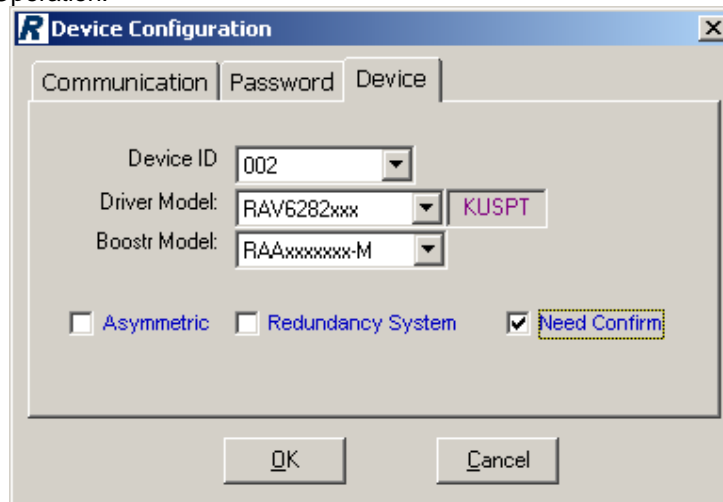 Operation.
R Device Configuration
Communication Password Device
Device ID 002
Driver Model: RAV6282xxx KUSPT
Boostr Model: RAAxxxxxxx-M
Asymmetric Redundancy System Need Confirm
OK Cancel